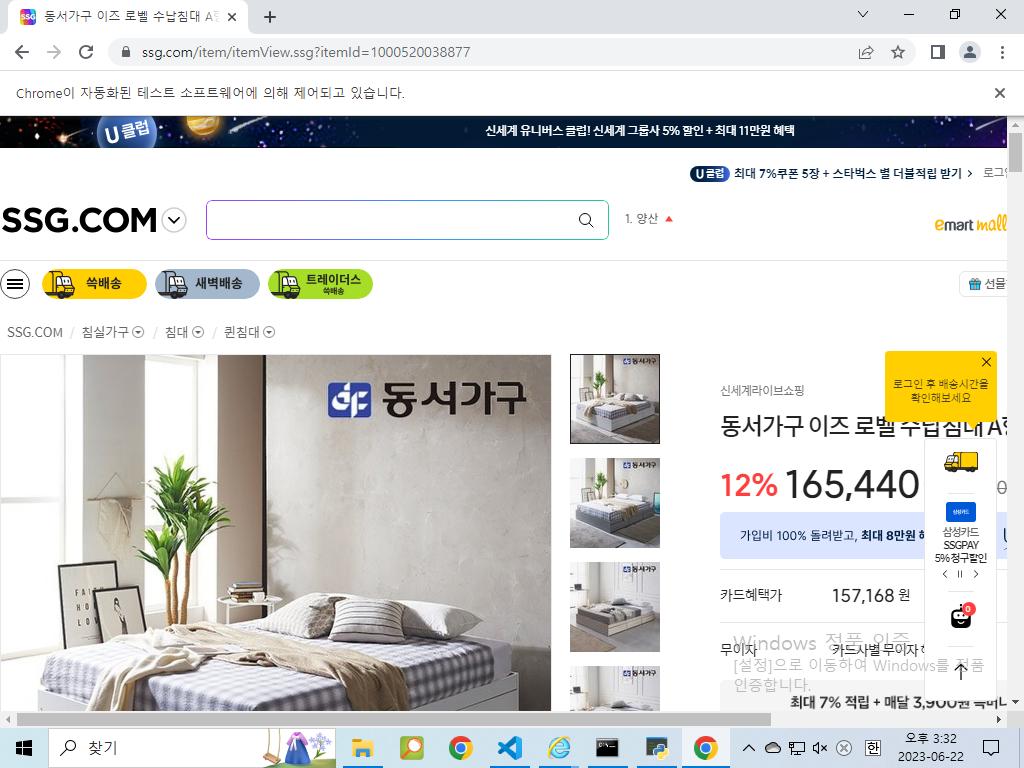 동서가구 이즈 로벨 수납침대 A형
ssg.com/item/itemView.ssg?itemId=1000520038877
Chrome이 자동화된 테스트 소프트웨어에 의해 제어되고 있습니다.
U클럽 신세계 유니버스 클럽! 신세계 그룹사 5% 할인 + 최대 11만원 혜택
U클럽 최대 7%쿠폰 5장 + 스타벅스 별 더블적립 받기 > 로그인
SSG.COM 1. 양산 emart mall
쓱배송 새벽배송 트레이더스 쓱배송 선물
SSG.COM / 침실가구 / 침대 / 퀸침대
동서가구
로그인 후 배송시간을
확인해보세요
신세계라이브쇼핑
동서가구 이즈 로벨 수납침대 A형
12% 165,440
가입비 100% 돌려받고, 최대 8만원
삼성카드
삼성카드
SSGPAY
5% 청구할인
카드혜택가 157,168 원
0
무이자 카드사별 무이자
최대 7% 적립 + 매달 3,900원
FAITH
HOPE
LOVE
Windows 정품 인증
[설정]으로 이동하여 Windows를 정품
인증합니다.
찾기
한
오후 3:32
2023-06-22